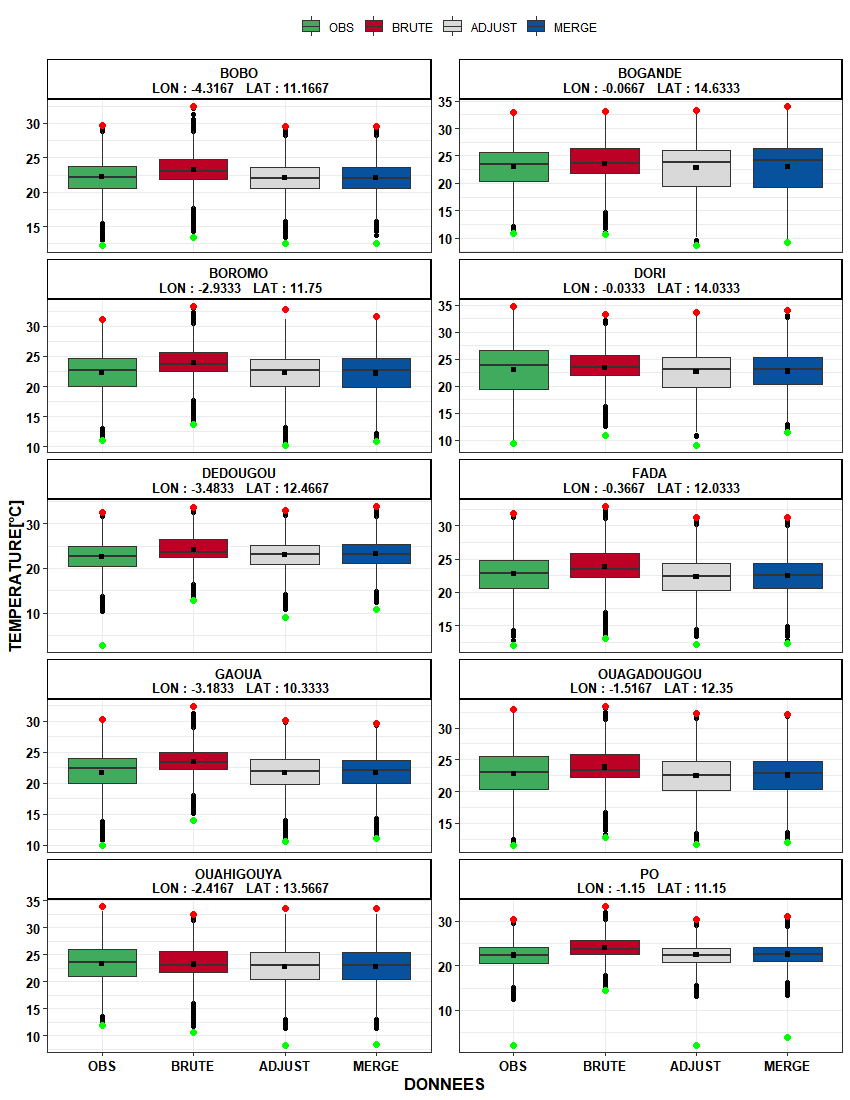 OBS BRUTE ADJUST MERGE
BOBO
LON : -4.3167 LAT : 11.1667
30
25
20
15
BOGANDE
LON : -0.0667 LAT : 14.6333
35
30
25
20
15
10
BOROMO
LON : -2.9333 LAT : 11.75
30
25
20
15
10
DORI
LON : -0.0333 LAT : 14.0333
35
30
25
20
15
10
DEDOUGOU
LON : -3.4833 LAT : 12.4667
30
20
10
FADA
LON : -0.3667 LAT : 12.0333
30
25
20
15
GAOUA
LON : -3.1833 LAT : 10.3333
30
25
20
15
10
OUAGADOUGOU
LON : -1.5167 LAT : 12.35
30
25
20
15
OUAHIGOUYA
LON : -2.4167 LAT : 13.5667
35
30
25
20
15
10
PO
LON : -1.15 LAT : 11.15
30
20
10
OBS BRUTE ADJUST MERGE
OBS BRUTE ADJUST MERGE
DONNEES
TEMPERATURE[°C]